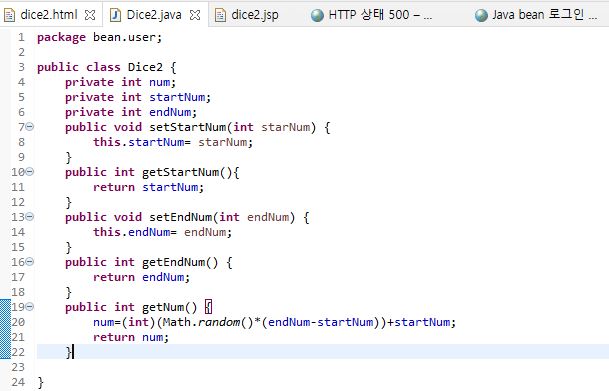 dice2.html Dice2.java dice2.jsp HTTP 상태 500 – ... Java bean 로그인 ...
1 package bean.user;
2
3 public class Dice2 {
4 private int num;
5 private int startNum;
6 private int endNum;
7 public void setStartNum(int starNum) {
8 this.startNum= starNum;
9 }
10 public int getStartNum(){
11 return startNum;
12 }
13 public void setEndNum(int endNum) {
14 this.endNum= endNum;
15 }
16 public int getEndNum() {
17 return endNum;
18 }
19 public int getNum() {
20 num=(int)(Math.random()*(endNum-startNum))+startNum;
21 return num;
22 }
23
24 }